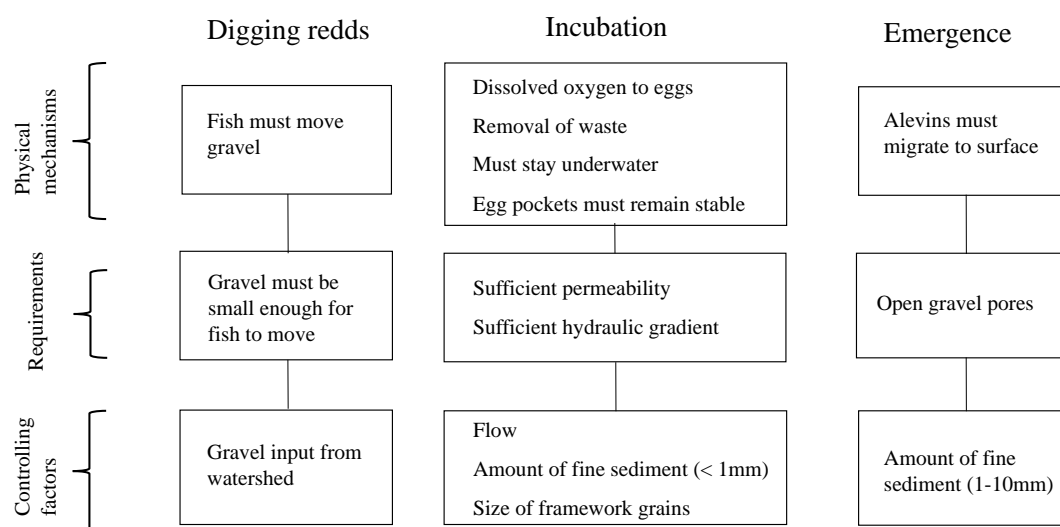 Digging redds
Incubation
Emergence
Physical
mechanisms
Fish must move
gravel
Dissolved oxygen to eggs
Removal of waste
Must stay underwater
Egg pockets must remain stable
Alevins must
migrate to surface
Requirements
Gravel must be
small enough for
fish to move
Sufficient permeability
Sufficient hydraulic gradient
Open gravel pores
Controlling
factors
Gravel input from
watershed
Flow
Amount of fine sediment (< 1mm)
Size of framework grains
Amount of fine
sediment (1-10mm)